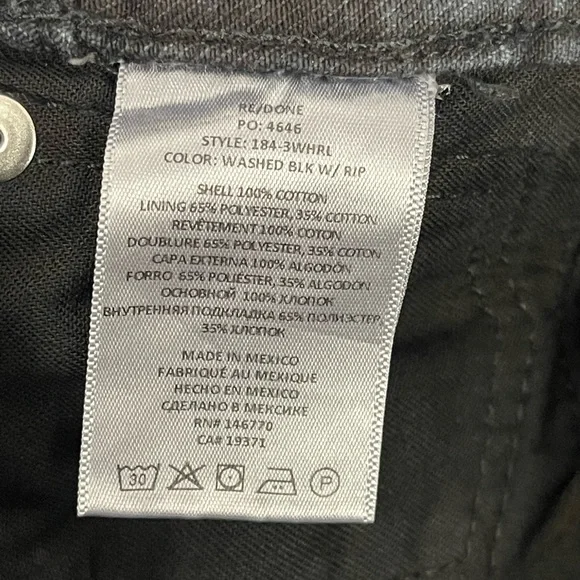 RE/DONE
PO: 4646
STYLE: 184-3WHRL
COLOR: WASHED BLK W/ RIP
SHELL 100% COTTON
LINING 65% POLYESTER, 35% COTTON
REVÊTEMENT 100% COTON
DOUBLURE 65% POLYESTER, 35% COTON
CAPA EXTERNA 100% ALGODÓN
FORRO 65% POLIÉSTER, 35% ALGODÓN
ОСНОВНОЙ 100% ХЛОПОК
ВНУТРЕННЯЯ ПОДКЛАДКА 65% ПОЛИЭСТЕР,
35% ХЛОПОК
MADE IN MEXICO
FABRIQUÉ AU MEXIQUE
HECHO EN MÉXICO
СДЕЛАНО В МЕКСИКЕ
RN# 146770
CA# 19371
30 P